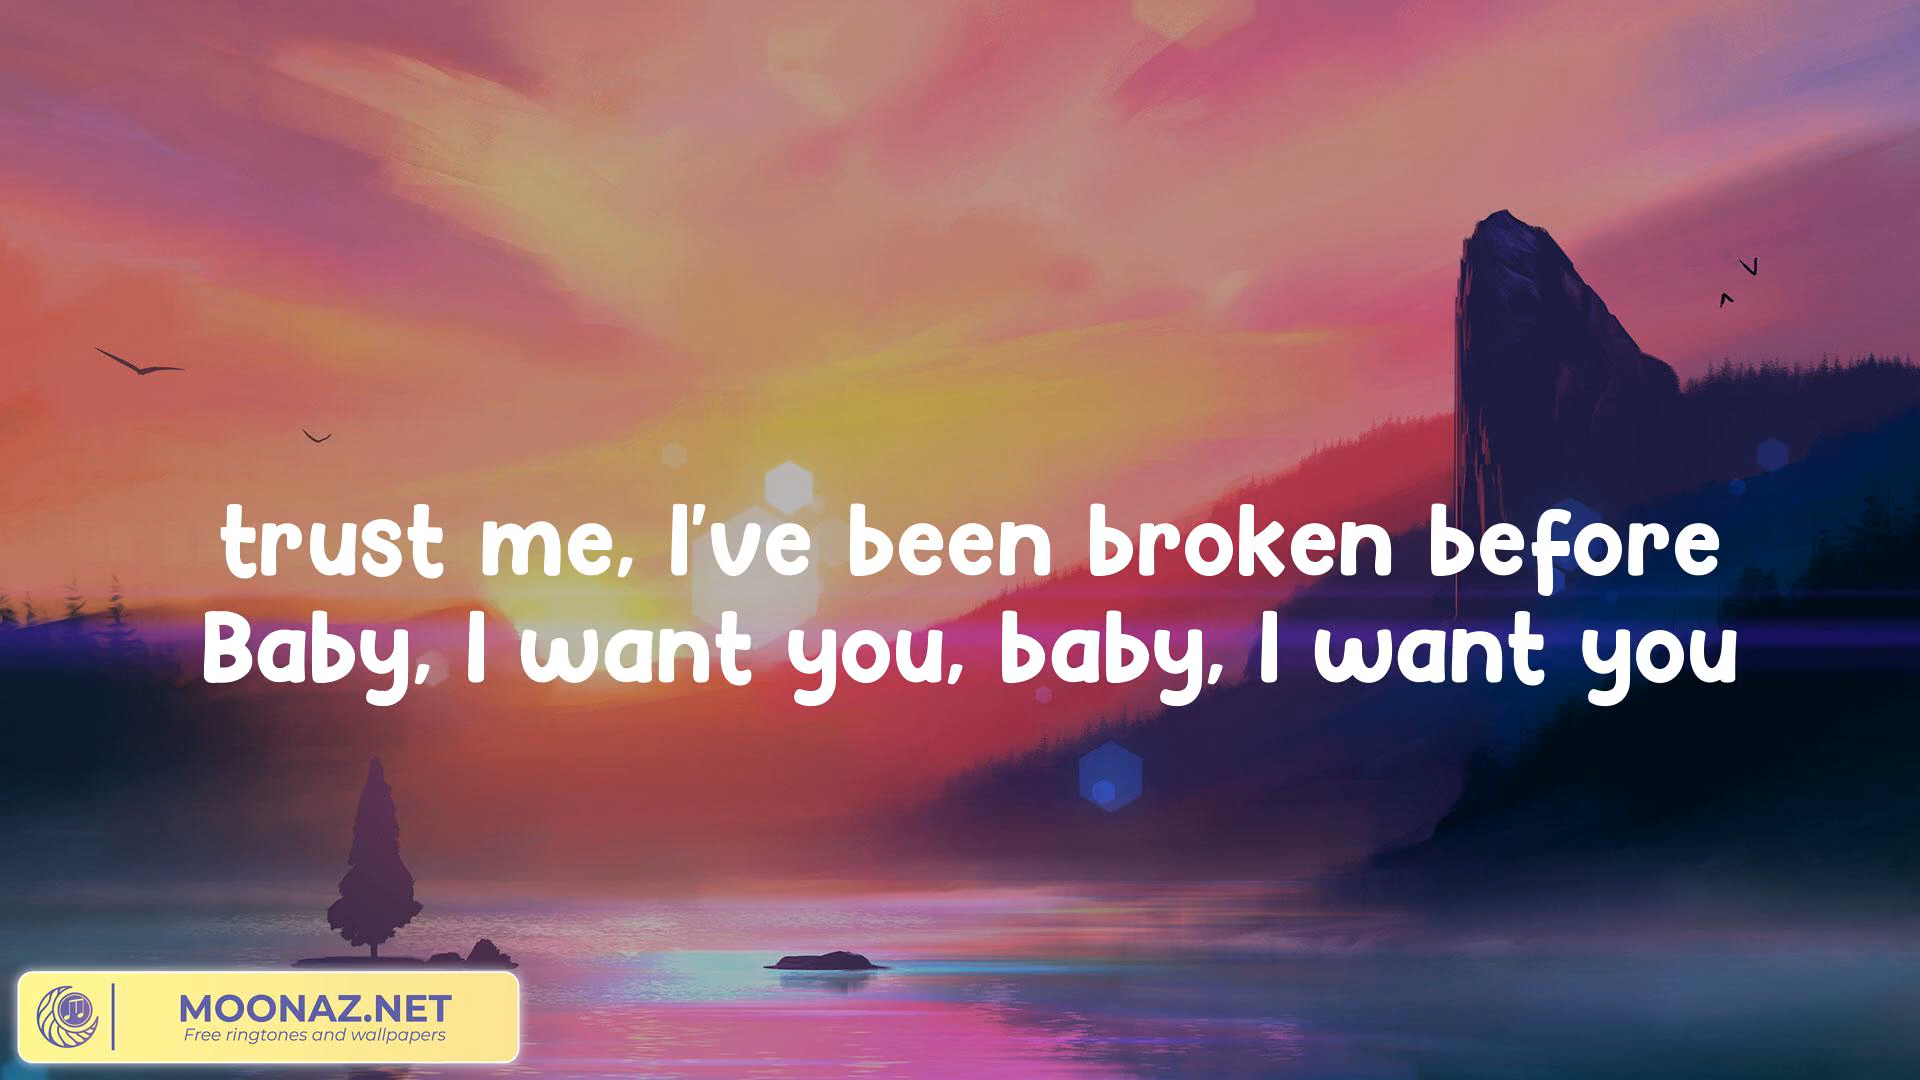 trust me, I've been broken before
Baby, I want you, baby, I want you
MOONAZ.NET
Free ringtones and wallpapers